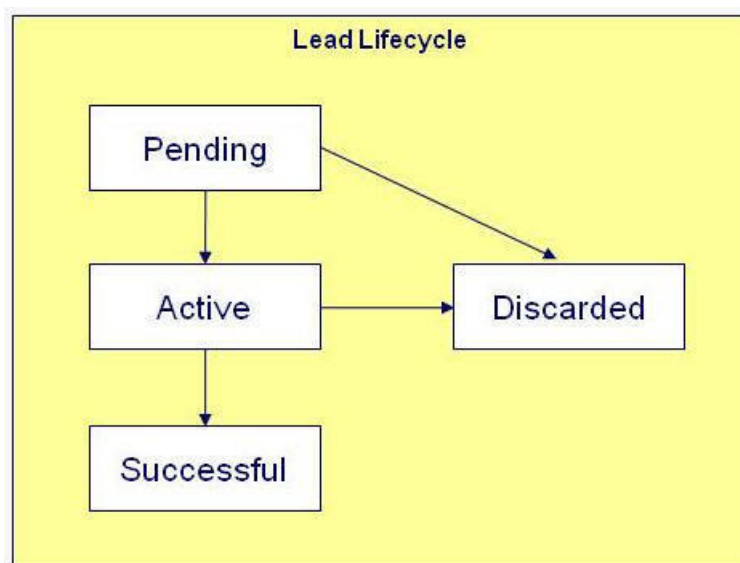 Lead Lifecycle
Pending
Active
Discarded
Successful